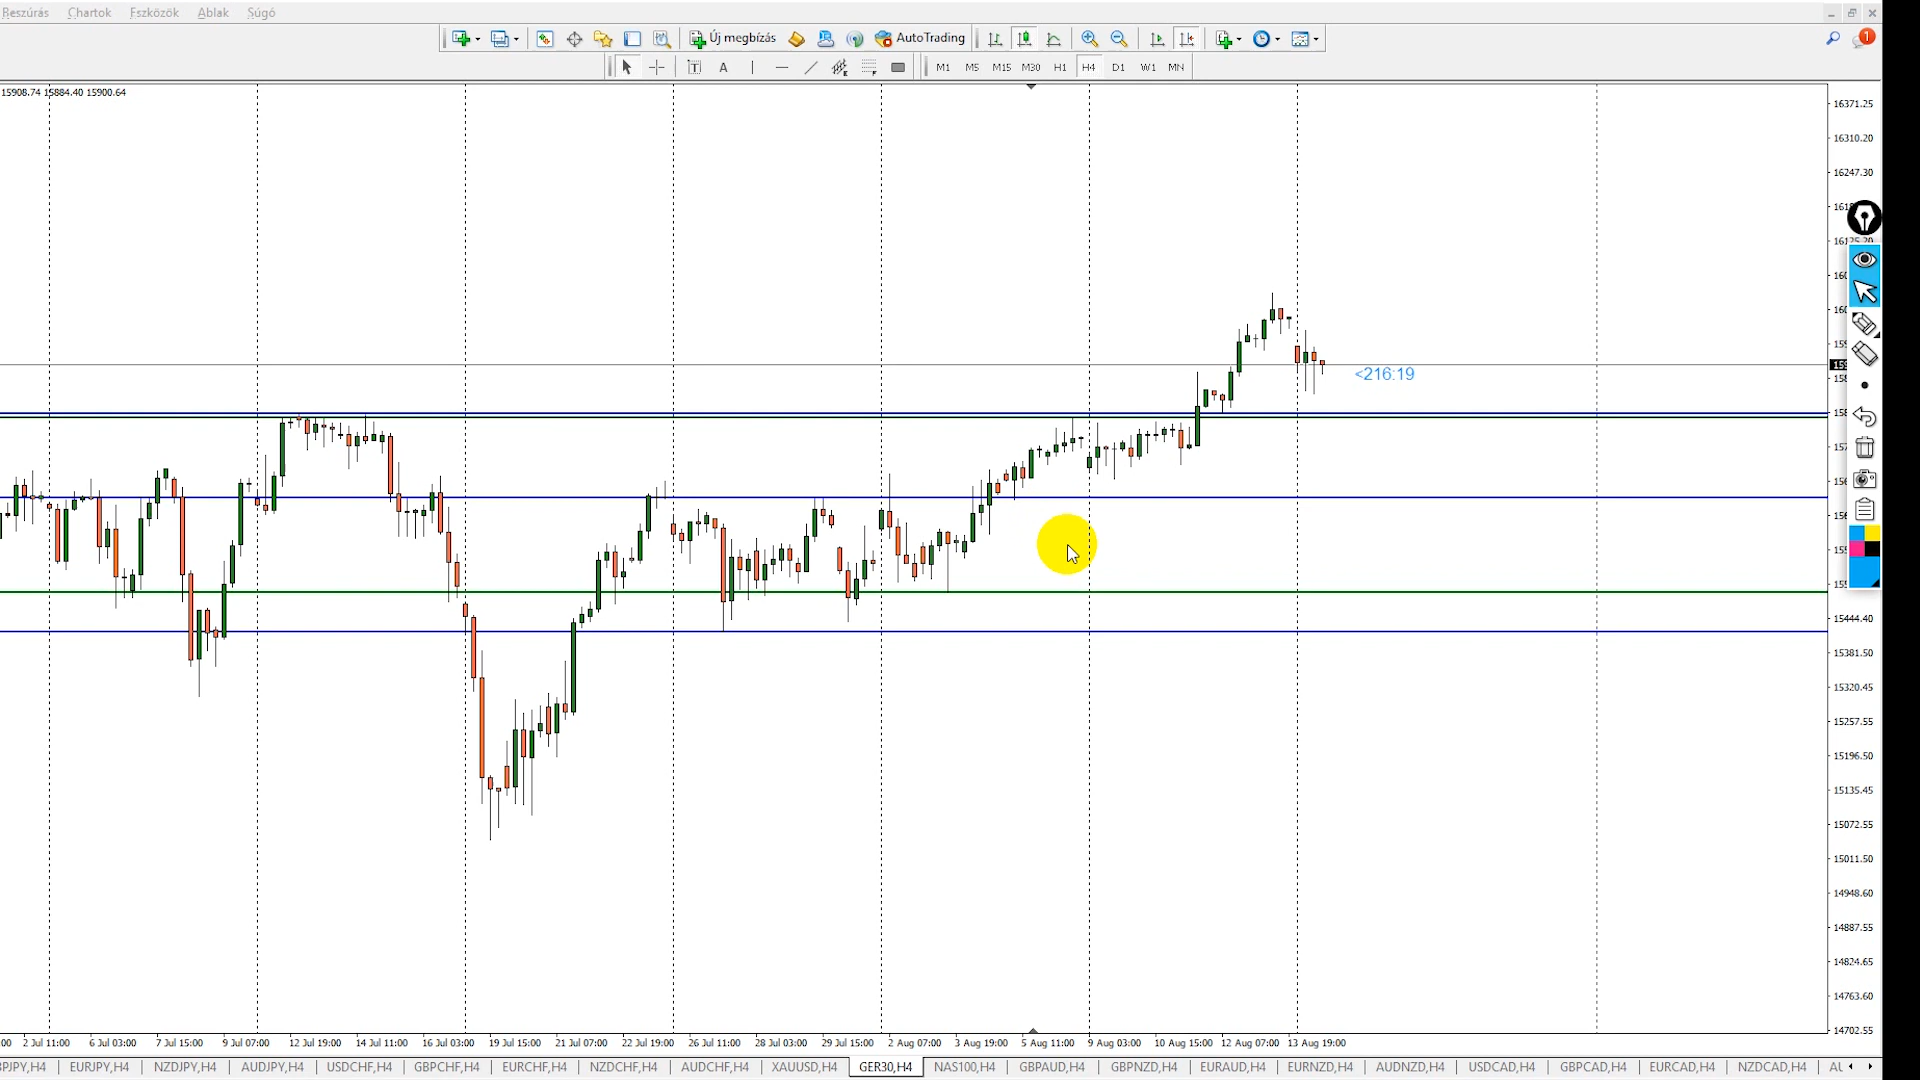 Beszúrás Chartok Eszközök Ablak Súgó
Új megbízás AutoTrading 1
A M1 M5 M15 M30 H1 H4 D1 W1 MN
15908.74 15884.40 15900.64
16371.25
16310.20
16247.30
<216:19
15444.40
15381.50
15320.45
15257.55
15196.50
15135.45
15072.55
15011.50
14948.60
14887.55
14824.65
14763.60
14702.55
2 Jul 11:00 6 Jul 03:00 7 Jul 15:00 9 Jul 07:00 12 Jul 19:00 14 Jul 11:00 16 Jul 03:00 19 Jul 15:00 21 Jul 07:00 22 Jul 19:00 26 Jul 11:00 28 Jul 03:00 29 Jul 15:00 2 Aug 07:00 3 Aug 19:00 5 Aug 11:00 9 Aug 03:00 10 Aug 15:00 12 Aug 07:00 13 Aug 19:00
PJPY,H4 EURJPY,H4 NZDJPY,H4 AUDJPY,H4 USDCHF,H4 GBPCHF,H4 EURCHF,H4 NZDCHF,H4 AUDCHF,H4 XAUUSD,H4 GER30,H4 NAS100,H4 GBPAUD,H4 GBPNZD,H4 EURAUD,H4 EURNZD,H4 AUDNZD,H4 USDCAD,H4 GBPCAD,H4 EURCAD,H4 NZDCAD,H4